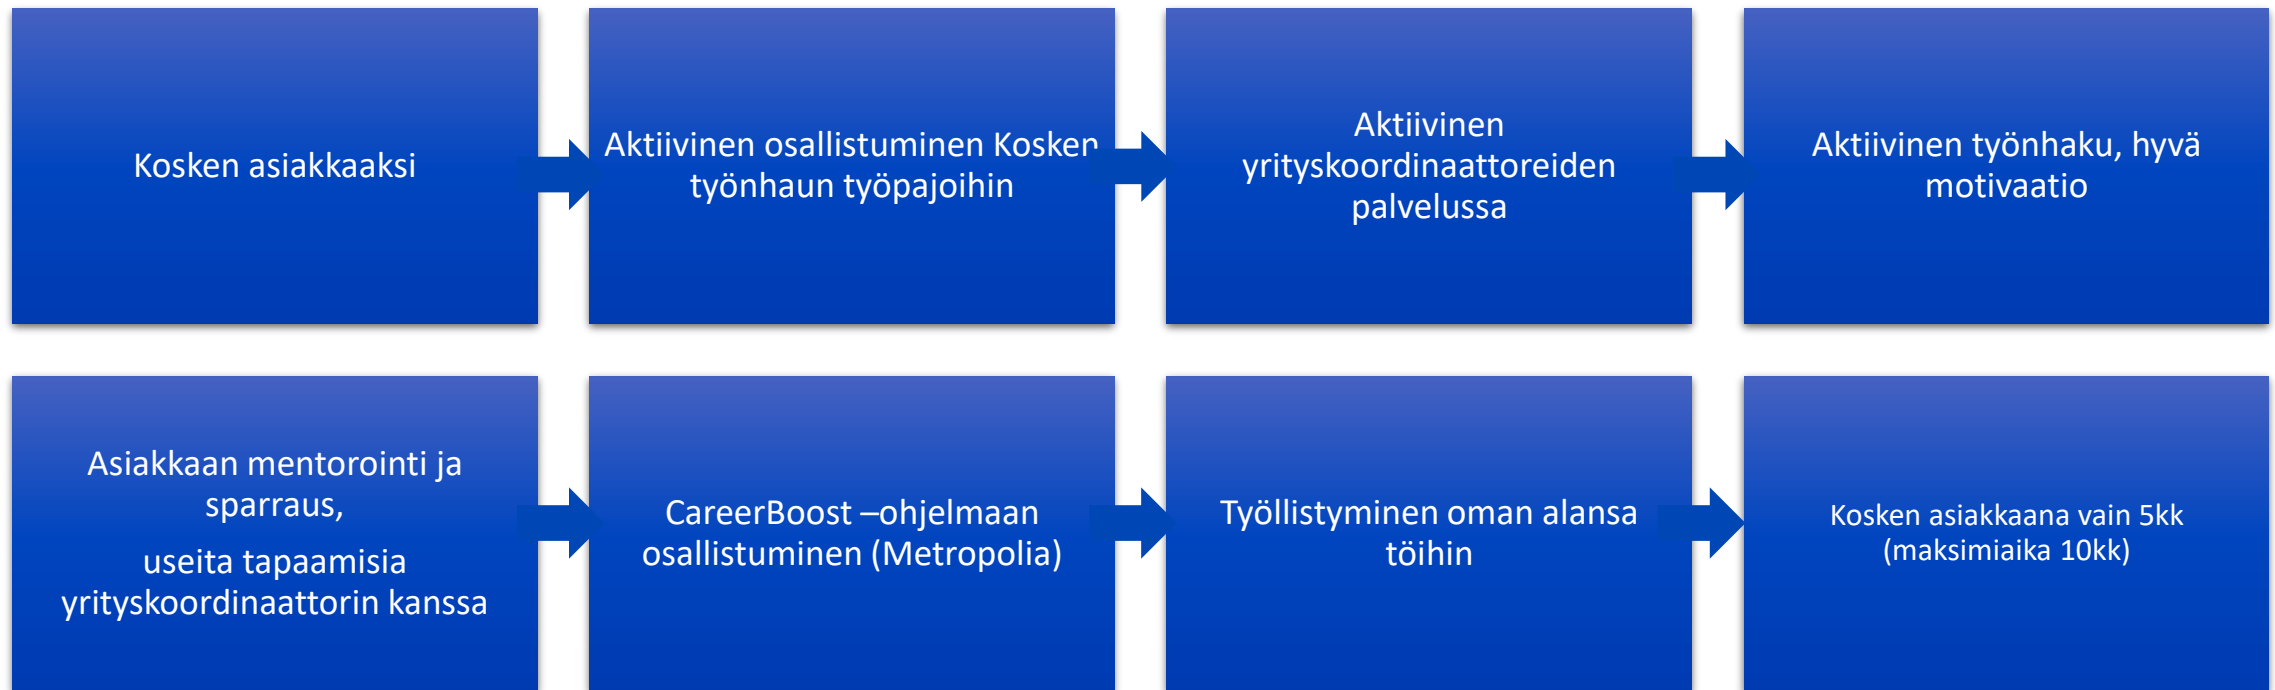 Kosken asiakkaaksi
Aktiivinen osallistuminen Kosken
työnhaun työpajoihin
Aktiivinen
yrityskoordinaattoreiden
palvelussa
Aktiivinen työnhaku, hyvä
motivaatio
Asiakkaan mentorointi ja
sparraus,
useita tapaamisia
yrityskoordinaattorin kanssa
CareerBoost –ohjelmaan
osallistuminen (Metropolia)
Työllistyminen oman alansa
töihin
Kosken asiakkaana vain 5kk
(maksimiaika 10kk)